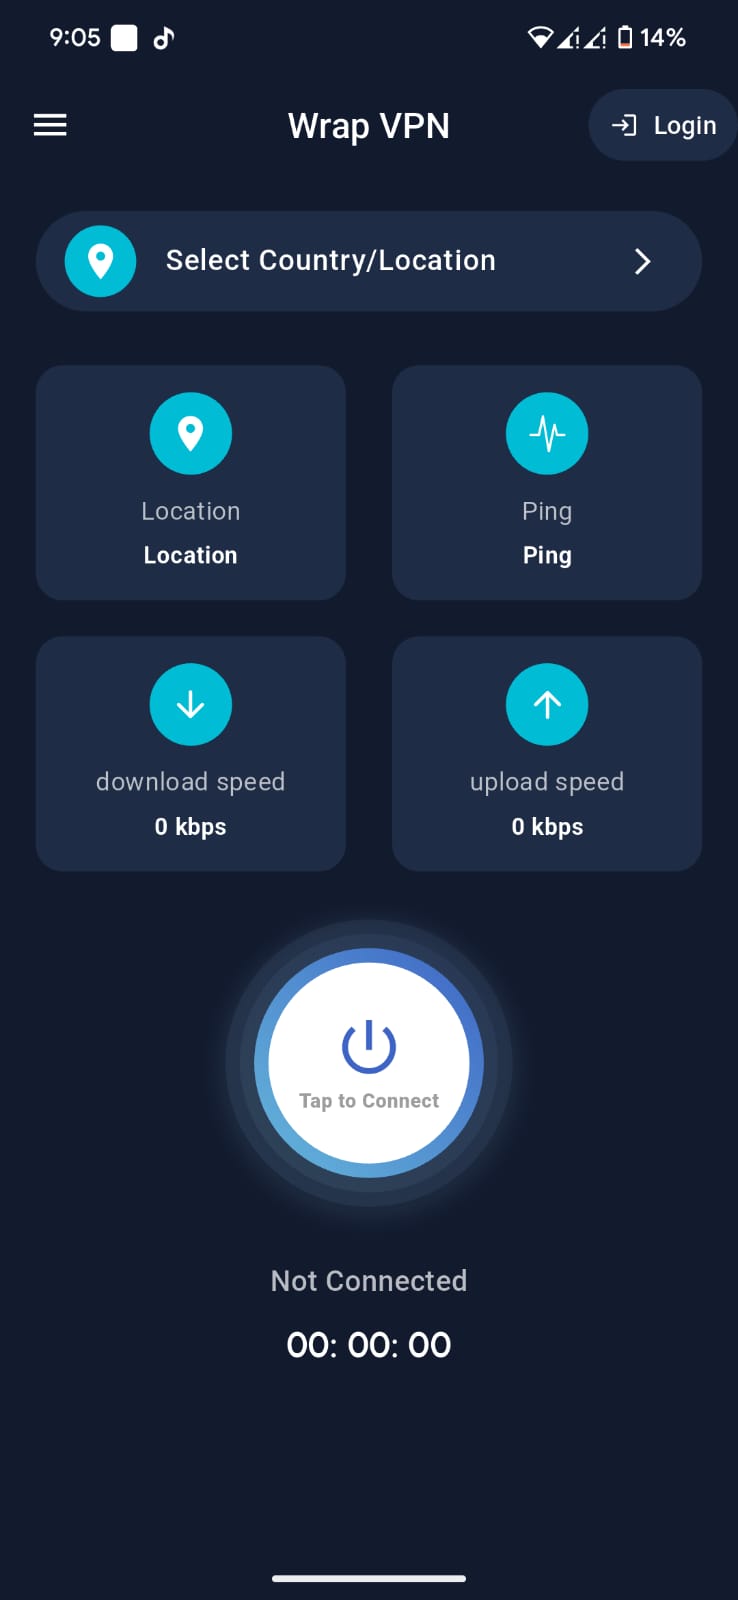 9:05 14%
Wrap VPN
Login
Select Country/Location
Location
Location
Ping
Ping
download speed
0 kbps
upload speed
0 kbps
Tap to Connect
Not Connected
00: 00: 00